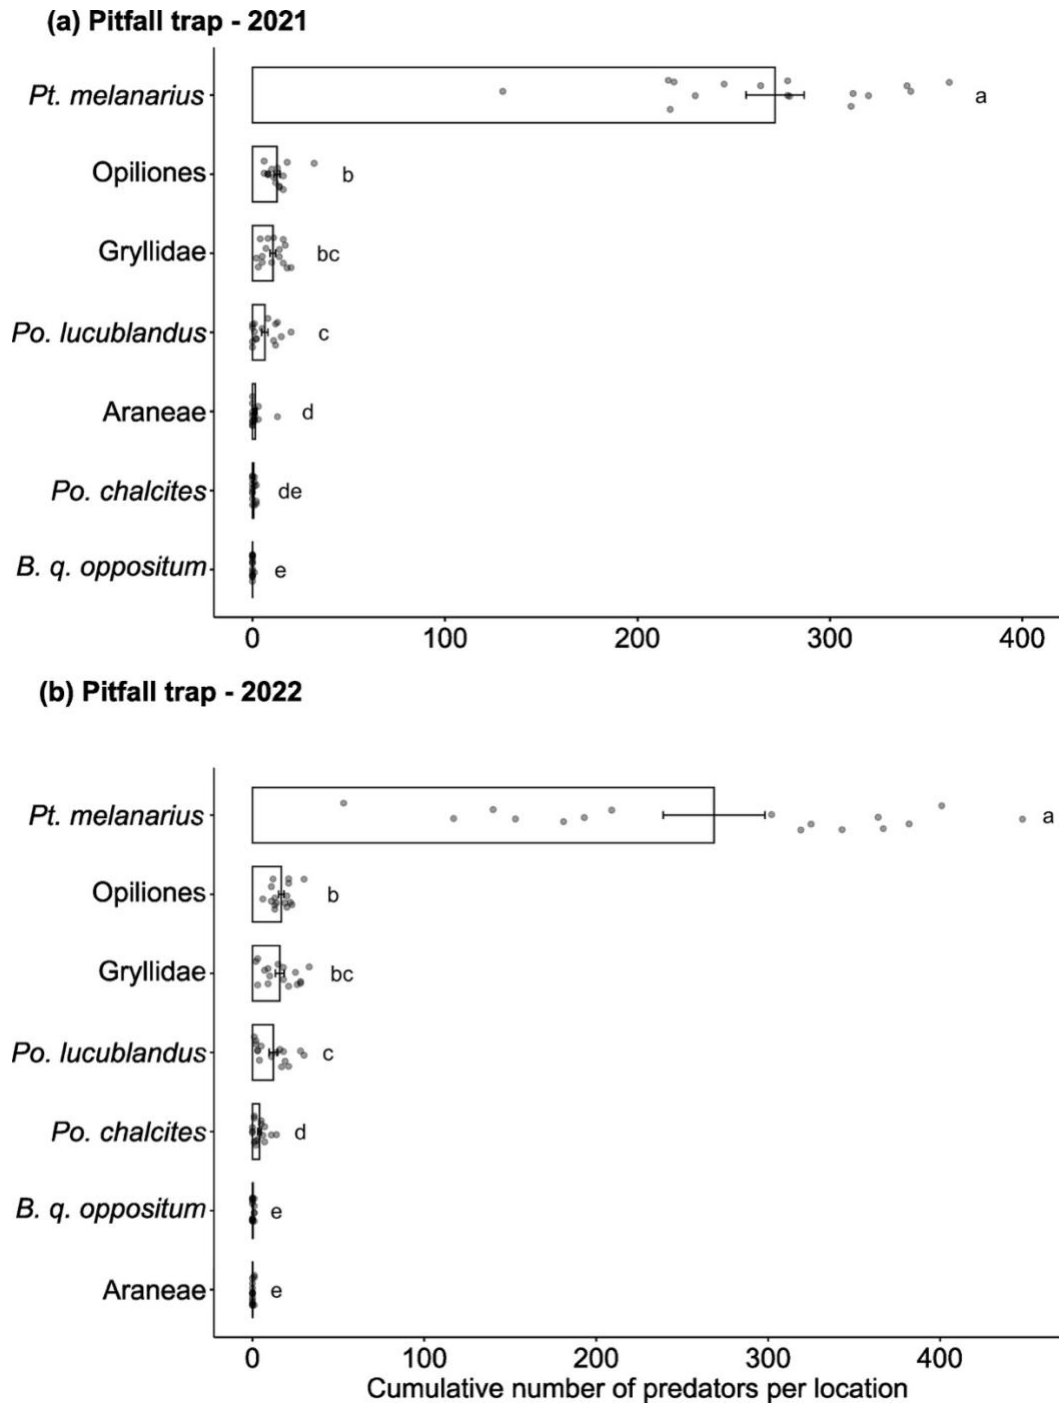 (a) Pitfall trap - 2021
Pt. melanarius a
Opiliones b
Gryllidae bc
Po. lucublandus c
Araneae d
Po. chalcites de
B. q. oppositum e
0 100 200 300 400
(b) Pitfall trap - 2022
Pt. melanarius a
Opiliones b
Gryllidae bc
Po. lucublandus c
Po. chalcites d
B. q. oppositum e
Araneae e
0 100 200 300 400
Cumulative number of predators per location